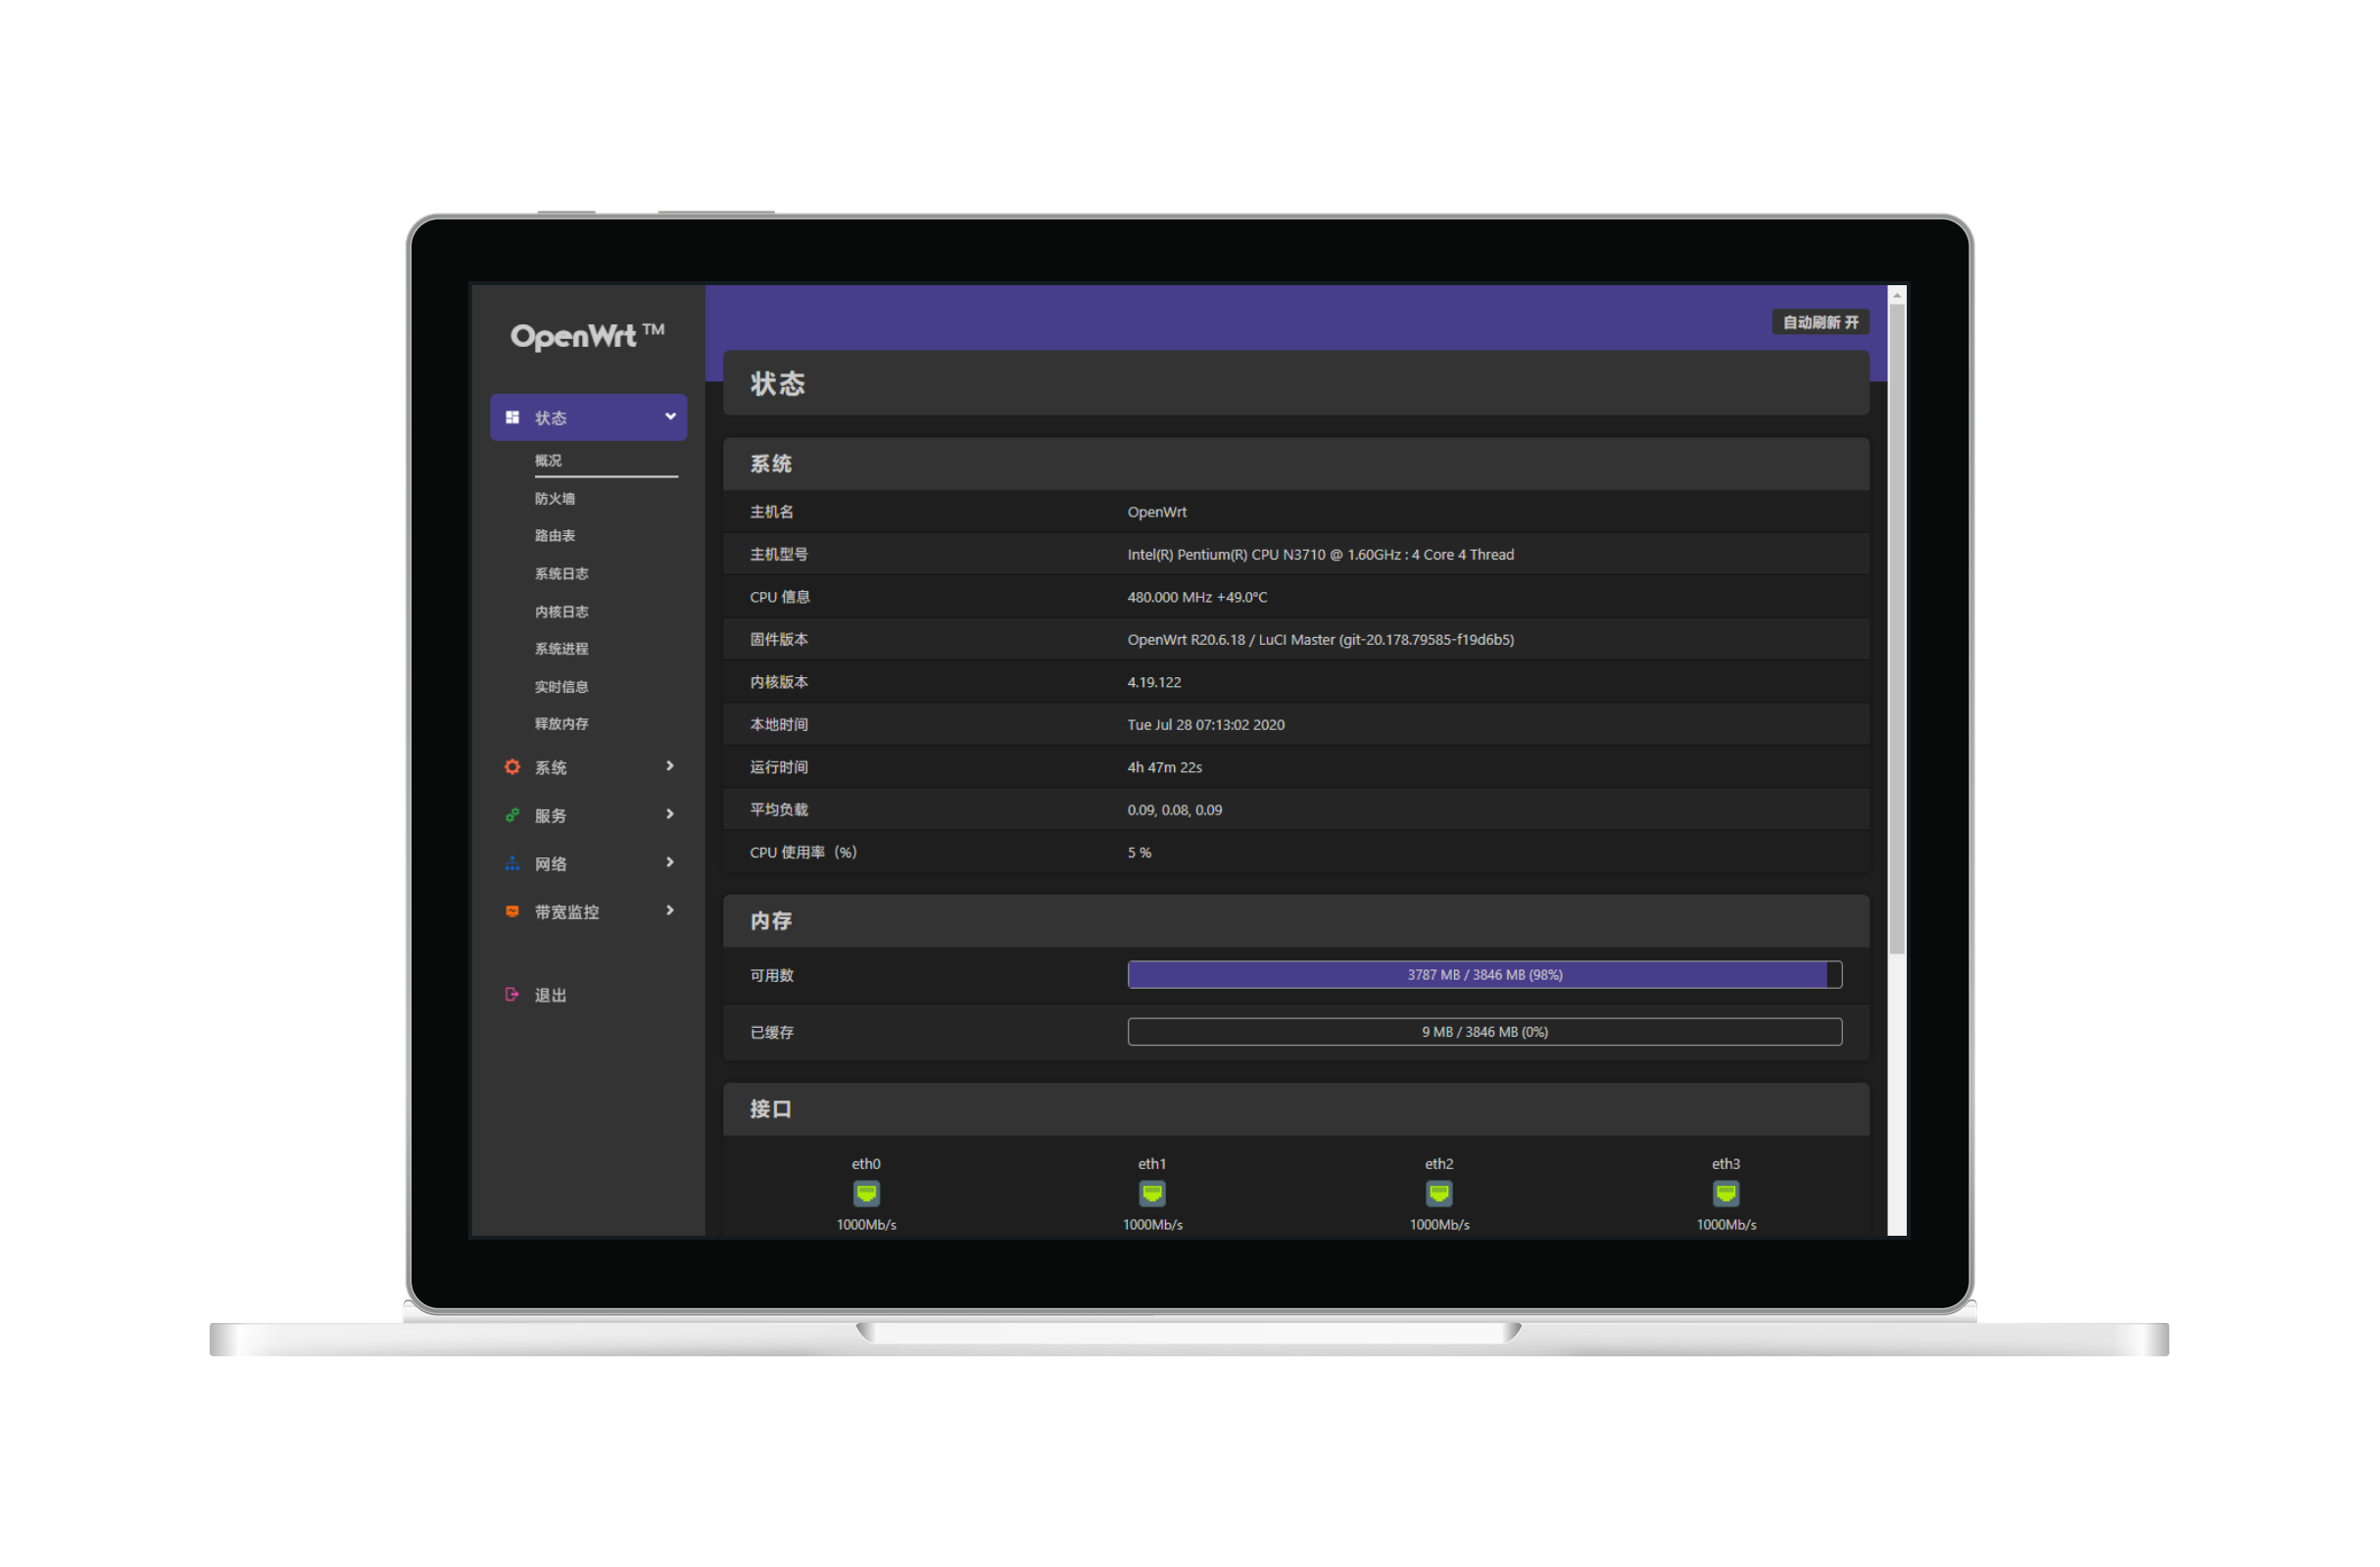 OpenWrt ™
自动刷新 开
状态
概况
防火墙
路由表
系统日志
内核日志
系统进程
实时信息
释放内存
系统
服务
网络
带宽监控
退出
状态
系统
主机名 OpenWrt
主机型号 Intel(R) Pentium(R) CPU N3710 @ 1.60GHz : 4 Core 4 Thread
CPU 信息 480.000 MHz +49.0°C
固件版本 OpenWrt R20.6.18 / LuCI Master (git-20.178.79585-f19d6b5)
内核版本 4.19.122
本地时间 Tue Jul 28 07:13:02 2020
运行时间 4h 47m 22s
平均负载 0.09, 0.08, 0.09
CPU 使用率（%） 5 %
内存
可用数 3787 MB / 3846 MB (98%)
已缓存 9 MB / 3846 MB (0%)
接口
eth0 eth1 eth2 eth3
1000Mb/s 1000Mb/s 1000Mb/s 1000Mb/s